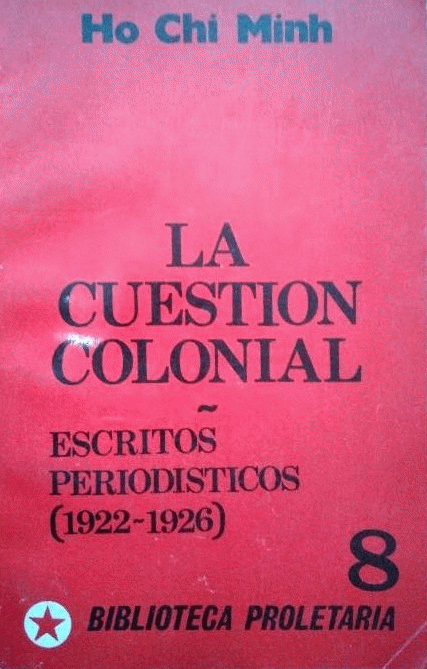 Ho Chi Minh
LA
CUESTION
COLONIAL
~
ESCRITOS
PERIODISTICOS
(1922-1926)
8
BIBLIOTECA PROLETARIA